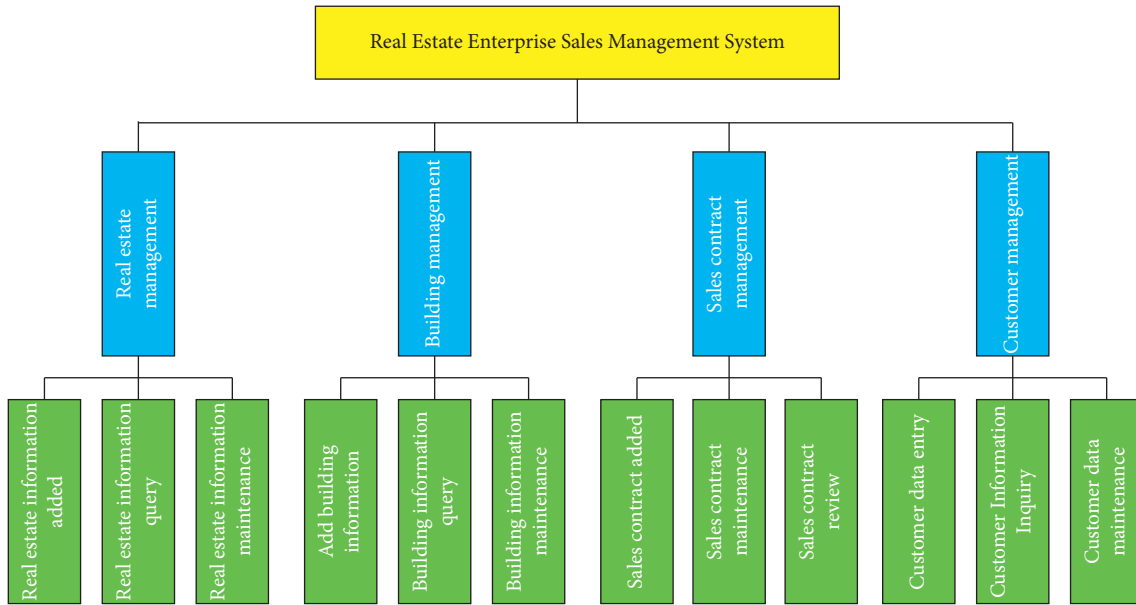 Real Estate Enterprise Sales Management System
Real estate
management
Building management
Sales contract
management
Customer management
Real estate information
added
Real estate information
query
Real estate information
maintenance
Add building
information
Building information
query
Building information
maintenance
Sales contract added
Sales contract
maintenance
Sales contract
review
Customer data entry
Customer Information
Inquiry
Customer data
maintenance